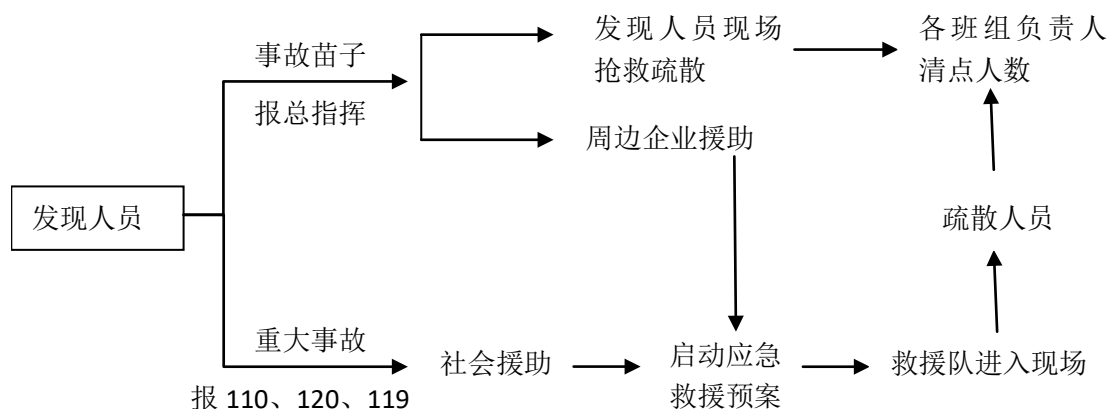 事故苗子
报总指挥
发现人员现场
抢救疏散
各班组负责人
清点人数
周边企业援助
发现人员
疏散人员
重大事故
报 110、120、119
社会援助
启动应急
救援预案
救援队进入现场